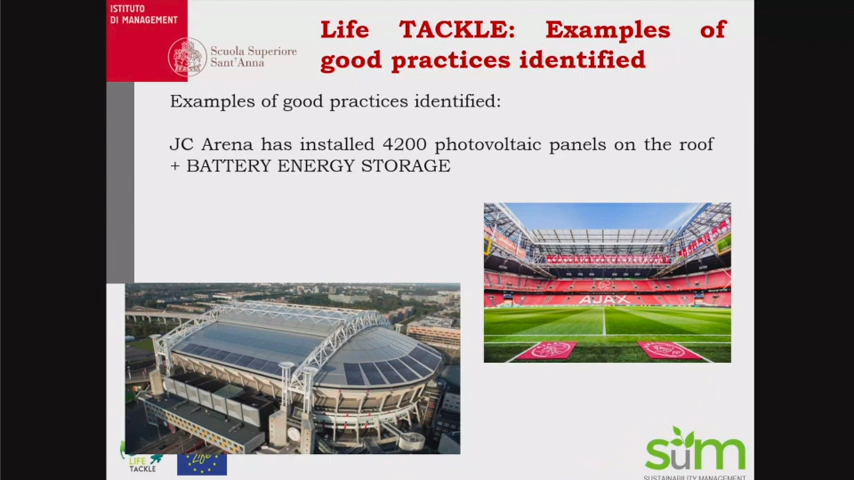 ISTITUTO
DI MANAGEMENT
Scuola Superiore
Sant'Anna
Life TACKLE: Examples of
good practices identified
Examples of good practices identified:
JC Arena has installed 4200 photovoltaic panels on the roof
+ BATTERY ENERGY STORAGE
AJAX
LIFE
TACKLE
Life
sum
SUSTAINABILITY MANAGEMENT